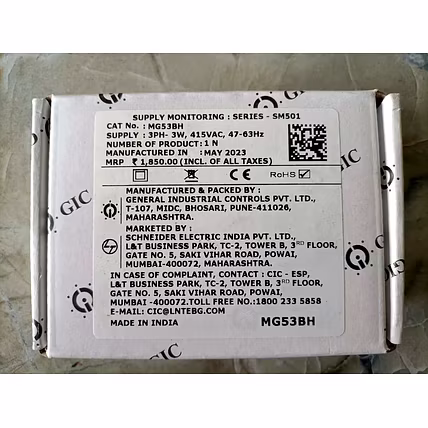 GIC
SUPPLY MONITORING : SERIES - SM501
CAT No. : MG53BH
SUPPLY : 3PH- 3W, 415VAC, 47-63Hz
NUMBER OF PRODUCT: 1 N
MANUFACTURED IN : MAY 2023
MRP ₹ 1,850.00 (INCL. OF ALL TAXES)
CE RoHS
MANUFACTURED & PACKED BY :
GENERAL INDUSTRIAL CONTROLS PVT. LTD.,
T-107, MIDC, BHOSARI, PUNE-411026,
MAHARASHTRA.
MARKETED BY :
SCHNEIDER ELECTRIC INDIA PVT. LTD.,
L&T BUSINESS PARK, TC-2, TOWER B, 3RD FLOOR,
GATE NO. 5, SAKI VIHAR ROAD, POWAI,
MUMBAI-400072, MAHARASHTRA.
IN CASE OF COMPLAINT, CONTACT : CIC - ESP,
L&T BUSINESS PARK, TC-2, TOWER B, 3RD FLOOR,
GATE NO. 5, SAKI VIHAR ROAD, POWAI,
MUMBAI -400072.TOLL FREE NO.:1800 233 5858
E-MAIL: CIC@LNTEBG.COM
MADE IN INDIA MG53BH
GIC
GIC